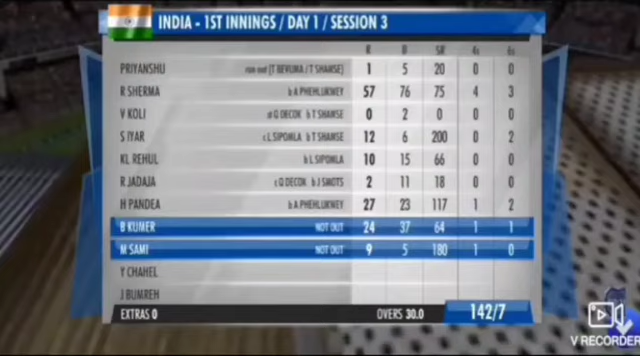 INDIA - 1ST INNINGS / DAY 1 / SESSION 3
R B SR 4s 6s
PRIYANSHU run out [T BEVUMA / T SHAMSE] 1 5 20 0 0
R SHERMA b A PHEHLUKWEY 57 76 75 4 3
V KOLI st Q DECOK b T SHAMSE 0 2 0 0 0
S IYAR c L SIPOMLA b T SHAMSE 12 6 200 0 2
KL REHUL b L SIPOMLA 10 15 66 0 0
R JADAJA c Q DECOK b J SMOTS 2 11 18 0 0
H PANDEA b A PHEHLUKWEY 27 23 117 1 2
B KUMER NOT OUT 24 37 64 1 1
M SAMI NOT OUT 9 5 180 1 0
Y CHAHEL
J BUMREH
EXTRAS 0 OVERS 30.0 142/7
V RECORDER